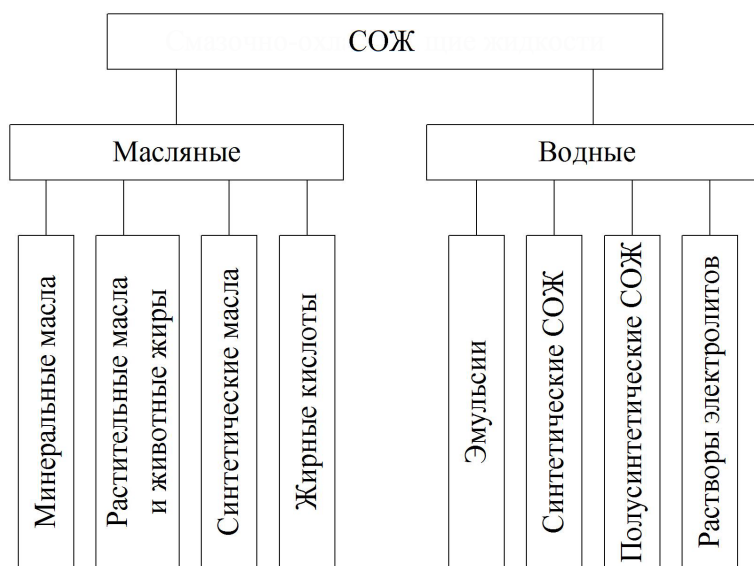 СОЖ
Масляные
Водные
Минеральные масла
Растительные масла
и животные жиры
Синтетические масла
Жирные кислоты
Эмульсии
Синтетические СОЖ
Полусинтетические СОЖ
Растворы электролитов